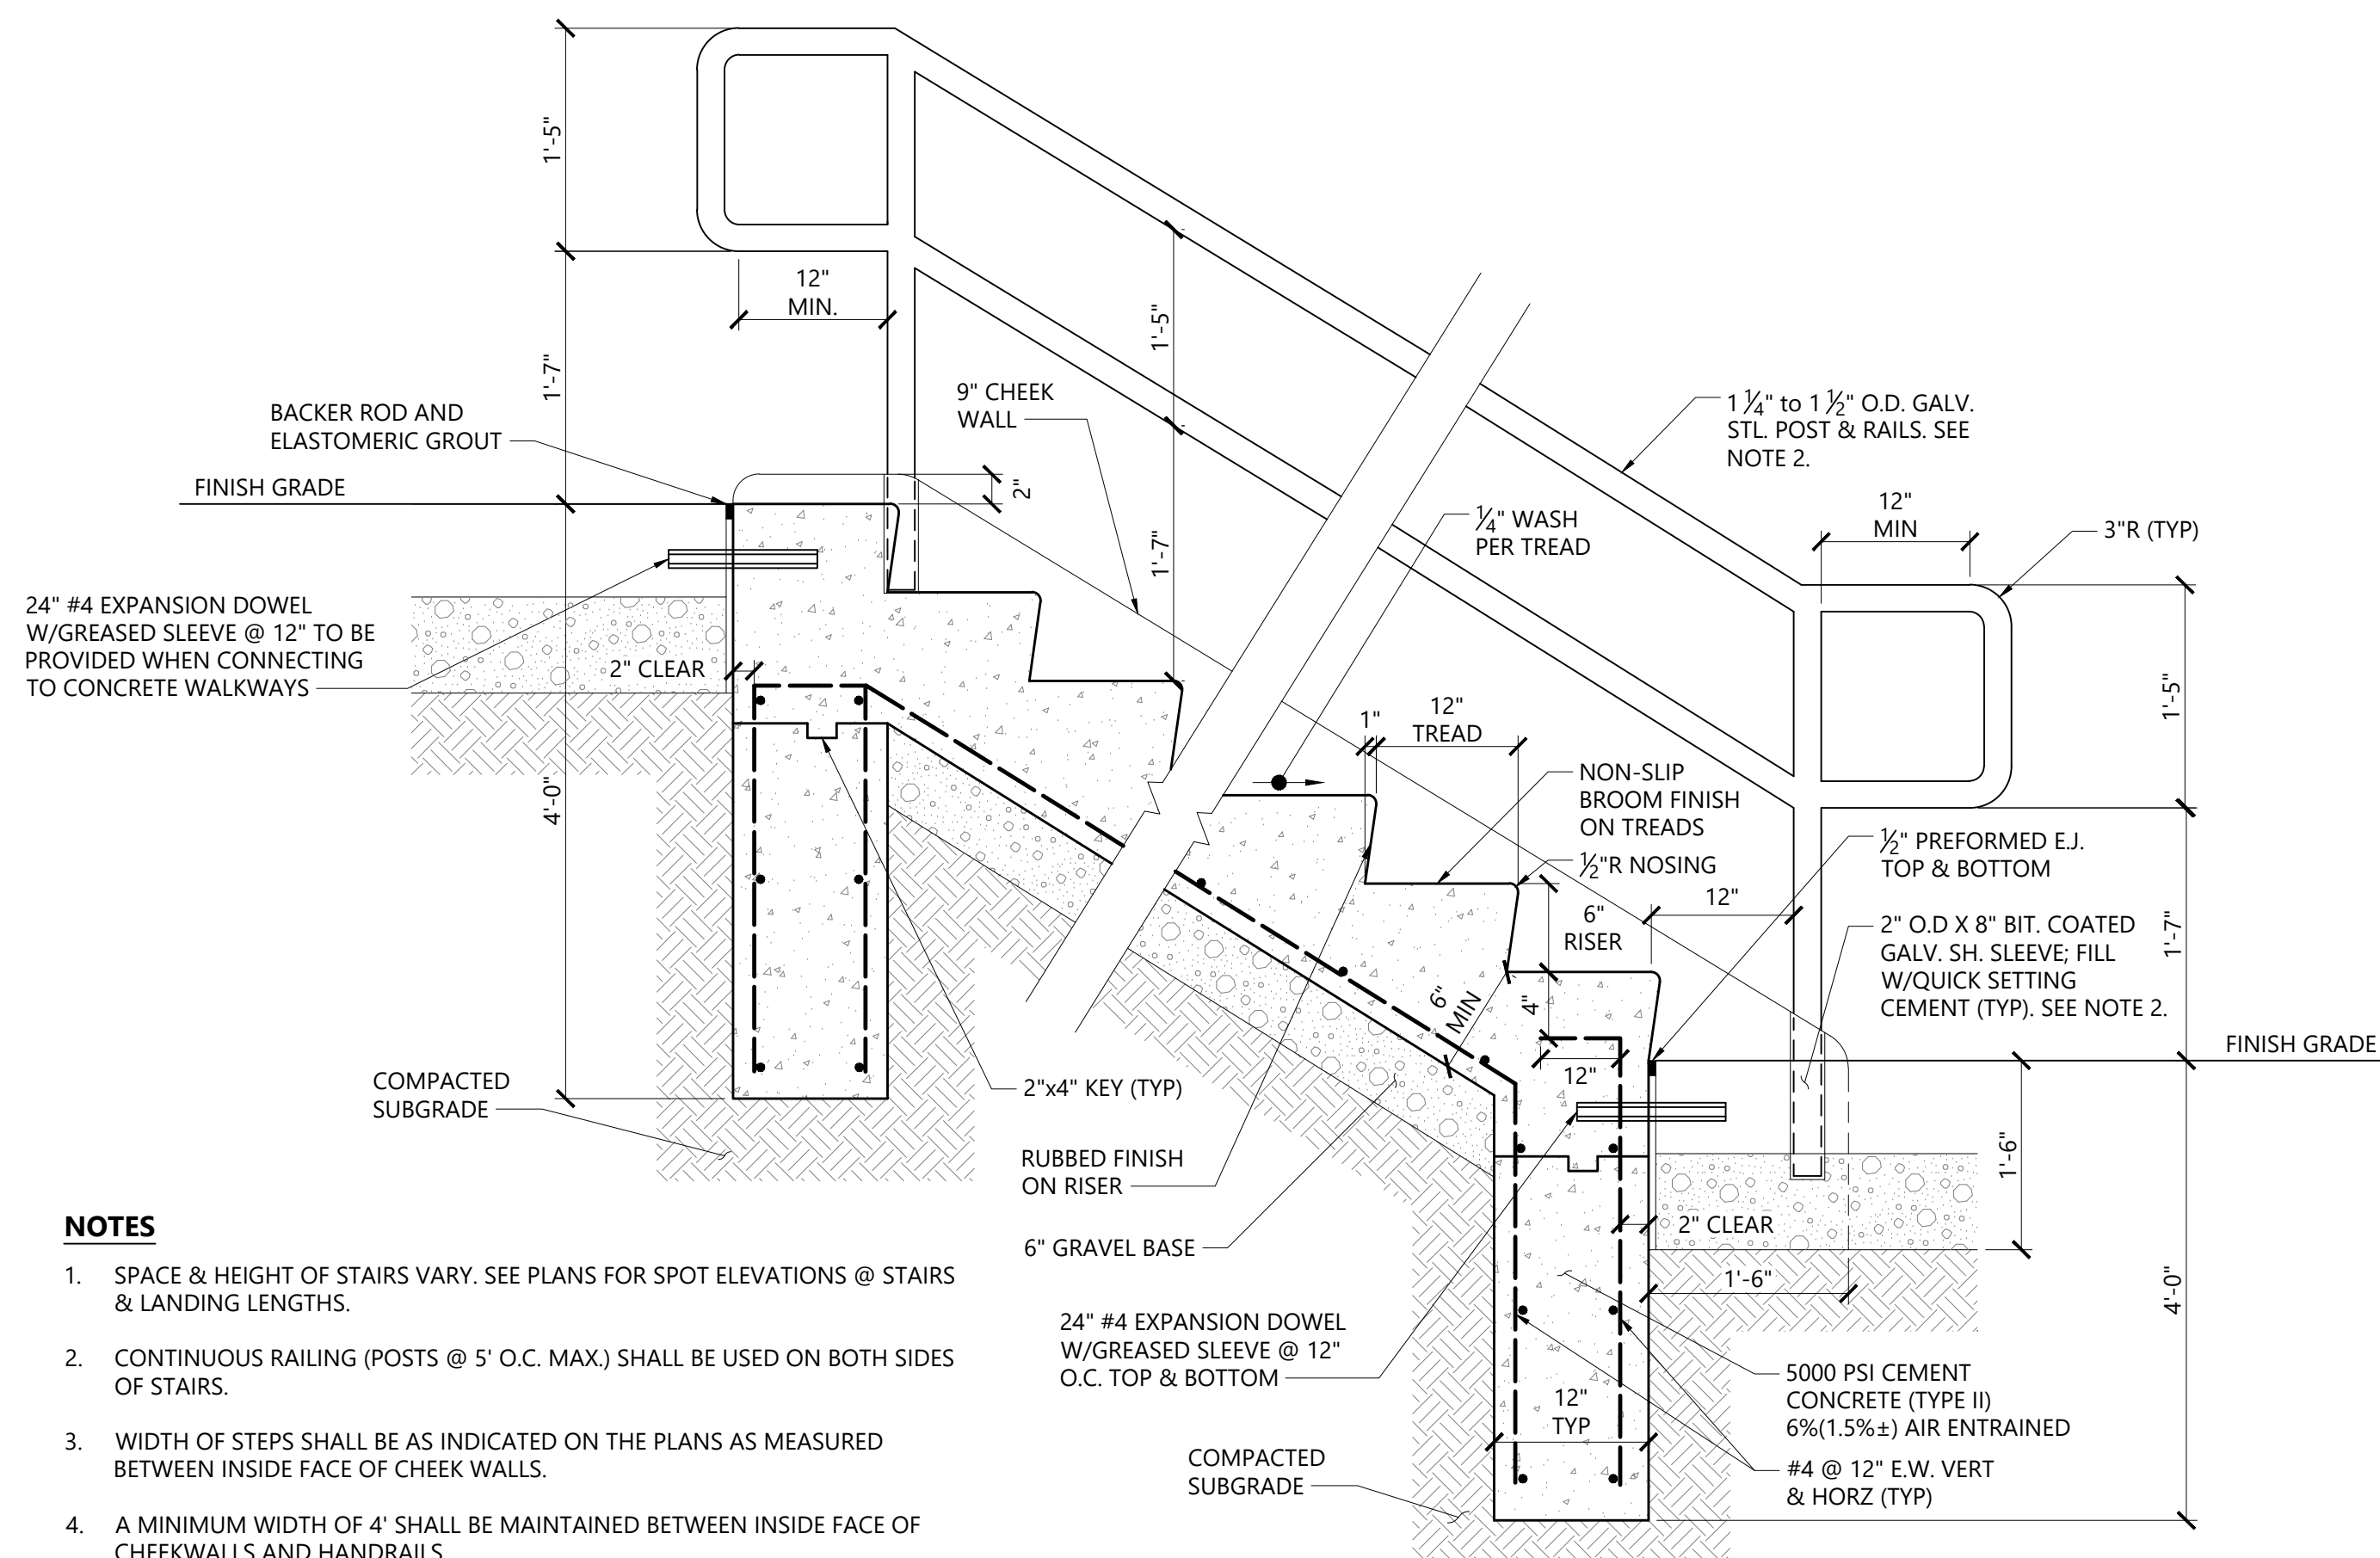 1'-5"
12"
MIN.
1'-5"
1'-7"
9" CHEEK
WALL
BACKER ROD AND
ELASTOMERIC GROUT
1 1/4" to 1 1/2" O.D. GALV.
STL. POST & RAILS. SEE
NOTE 2.
FINISH GRADE
2"
1/4" WASH
PER TREAD
12"
MIN
3"R (TYP)
1'-7"
24" #4 EXPANSION DOWEL
W/GREASED SLEEVE @ 12" TO BE
PROVIDED WHEN CONNECTING
TO CONCRETE WALKWAYS
2" CLEAR
1'-5"
1"
12"
TREAD
4'-0"
NON-SLIP
BROOM FINISH
ON TREADS
1/2" PREFORMED E.J.
TOP & BOTTOM
1/2"R NOSING
12"
6"
RISER
2" O.D X 8" BIT. COATED
GALV. SH. SLEEVE; FILL
W/QUICK SETTING
CEMENT (TYP). SEE NOTE 2.
1'-7"
6"
MIN
4"
FINISH GRADE
12"
COMPACTED
SUBGRADE
2"x4" KEY (TYP)
RUBBED FINISH
ON RISER
1'-6"
2" CLEAR
6" GRAVEL BASE
1'-6"
4'-0"
24" #4 EXPANSION DOWEL
W/GREASED SLEEVE @ 12"
O.C. TOP & BOTTOM
5000 PSI CEMENT
CONCRETE (TYPE II)
6%(1.5%±) AIR ENTRAINED
12"
TYP
COMPACTED
SUBGRADE
#4 @ 12" E.W. VERT
& HORZ (TYP)
NOTES
1. SPACE & HEIGHT OF STAIRS VARY. SEE PLANS FOR SPOT ELEVATIONS @ STAIRS
& LANDING LENGTHS.
2. CONTINUOUS RAILING (POSTS @ 5' O.C. MAX.) SHALL BE USED ON BOTH SIDES
OF STAIRS.
3. WIDTH OF STEPS SHALL BE AS INDICATED ON THE PLANS AS MEASURED
BETWEEN INSIDE FACE OF CHEEK WALLS.
4. A MINIMUM WIDTH OF 4' SHALL BE MAINTAINED BETWEEN INSIDE FACE OF
CHEEKWALLS AND HANDRAILS